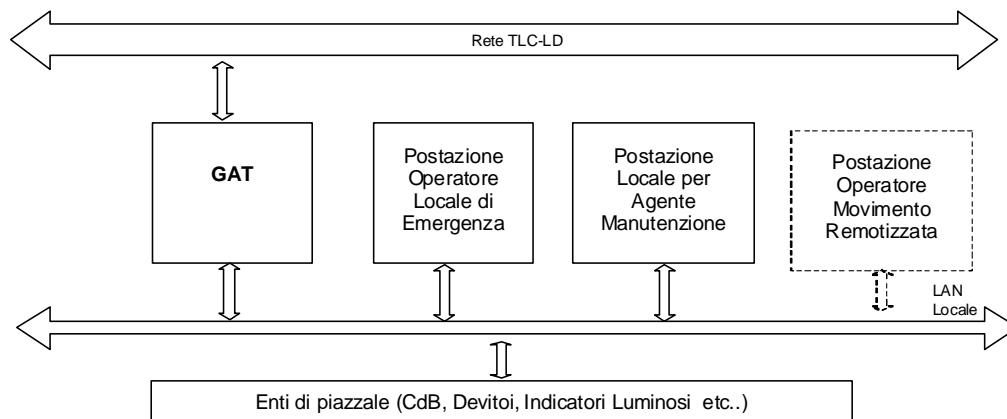 Rete TLC-LD
GAT
Postazione
Operatore
Locale di
Emergenza
Postazione
Locale per
Agente
Manutenzione
Postazione
Operatore
Movimento
Remotizzata
LAN
Locale
Enti di piazzale (CdB, Devitoi, Indicatori Luminosi etc..)